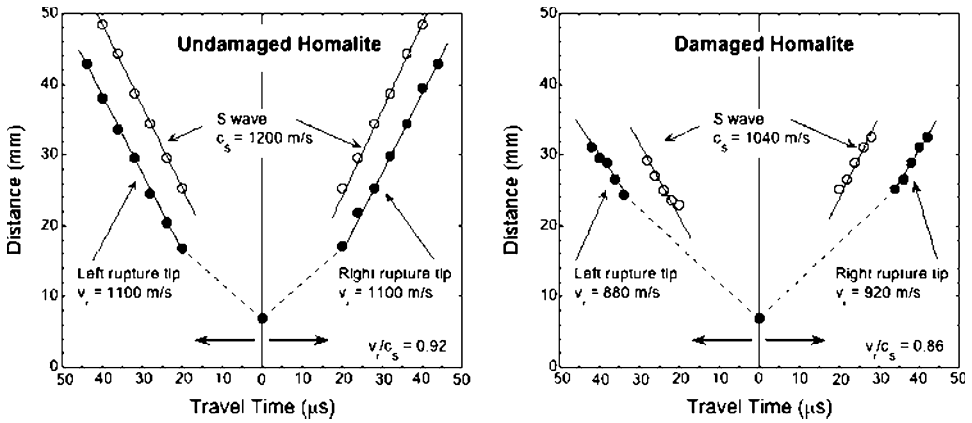 Undamaged Homalite
50
40
30
20
10
0
Distance (mm)
S wave
c_s = 1200 m/s
Left rupture tip
v_r = 1100 m/s
Right rupture tip
v_r = 1100 m/s
v_r/c_s = 0.92
50 40 30 20 10 0 10 20 30 40 50
Travel Time (μs)
Damaged Homalite
50
40
30
20
10
0
Distance (mm)
S wave
c_s = 1040 m/s
Left rupture tip
v_r = 880 m/s
Right rupture tip
v_r = 920 m/s
v_r/c_s = 0.86
50 40 30 20 10 0 10 20 30 40 50
Travel Time (μs)